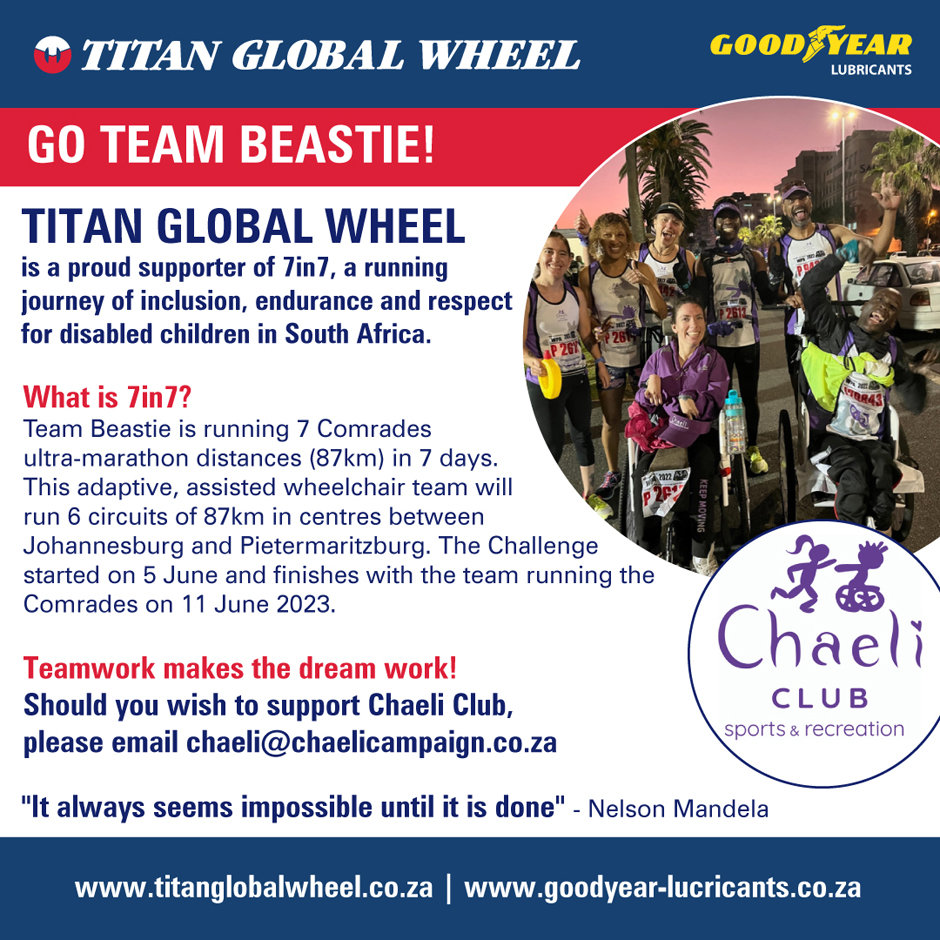 TITAN GLOBAL WHEEL
GOODYEAR
LUBRICANTS
GO TEAM BEASTIE!
TITAN GLOBAL WHEEL
is a proud supporter of 7in7, a running
journey of inclusion, endurance and respect
for disabled children in South Africa.
What is 7in7?
Team Beastie is running 7 Comrades
ultra-marathon distances (87km) in 7 days.
This adaptive, assisted wheelchair team will
run 6 circuits of 87km in centres between
Johannesburg and Pietermaritzburg. The Challenge
started on 5 June and finishes with the team running the
Comrades on 11 June 2023.
KEEP MOVING
Chaeli
CLUB
sports & recreation
Teamwork makes the dream work!
Should you wish to support Chaeli Club,
please email chaeli@chaelicampaign.co.za
"It always seems impossible until it is done" - Nelson Mandela
www.titanglobalwheel.co.za | www.goodyear-lucricants.co.za